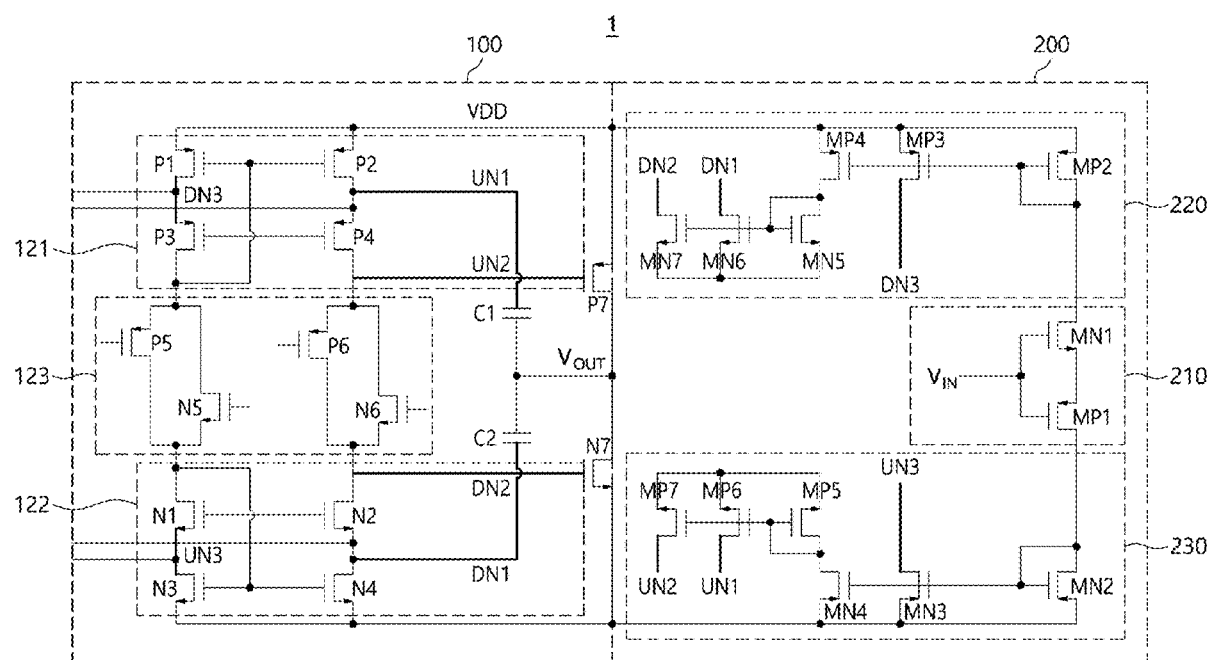 1
100
200
VDD
P1
P2
MP4
MP3
MP2
DN3
UN1
DN2
DN1
P3
P4
220
121
UN2
MN7
MN6
MN5
DN3
C1
P7
P5
P6
MN1
123
VOUT
VIN
210
N5
N6
MP1
C2
N7
UN3
DN2
MP7
MP6
MP5
122
N1
N2
230
UN3
DN1
UN2
UN1
N3
N4
MN4
MN3
MN2